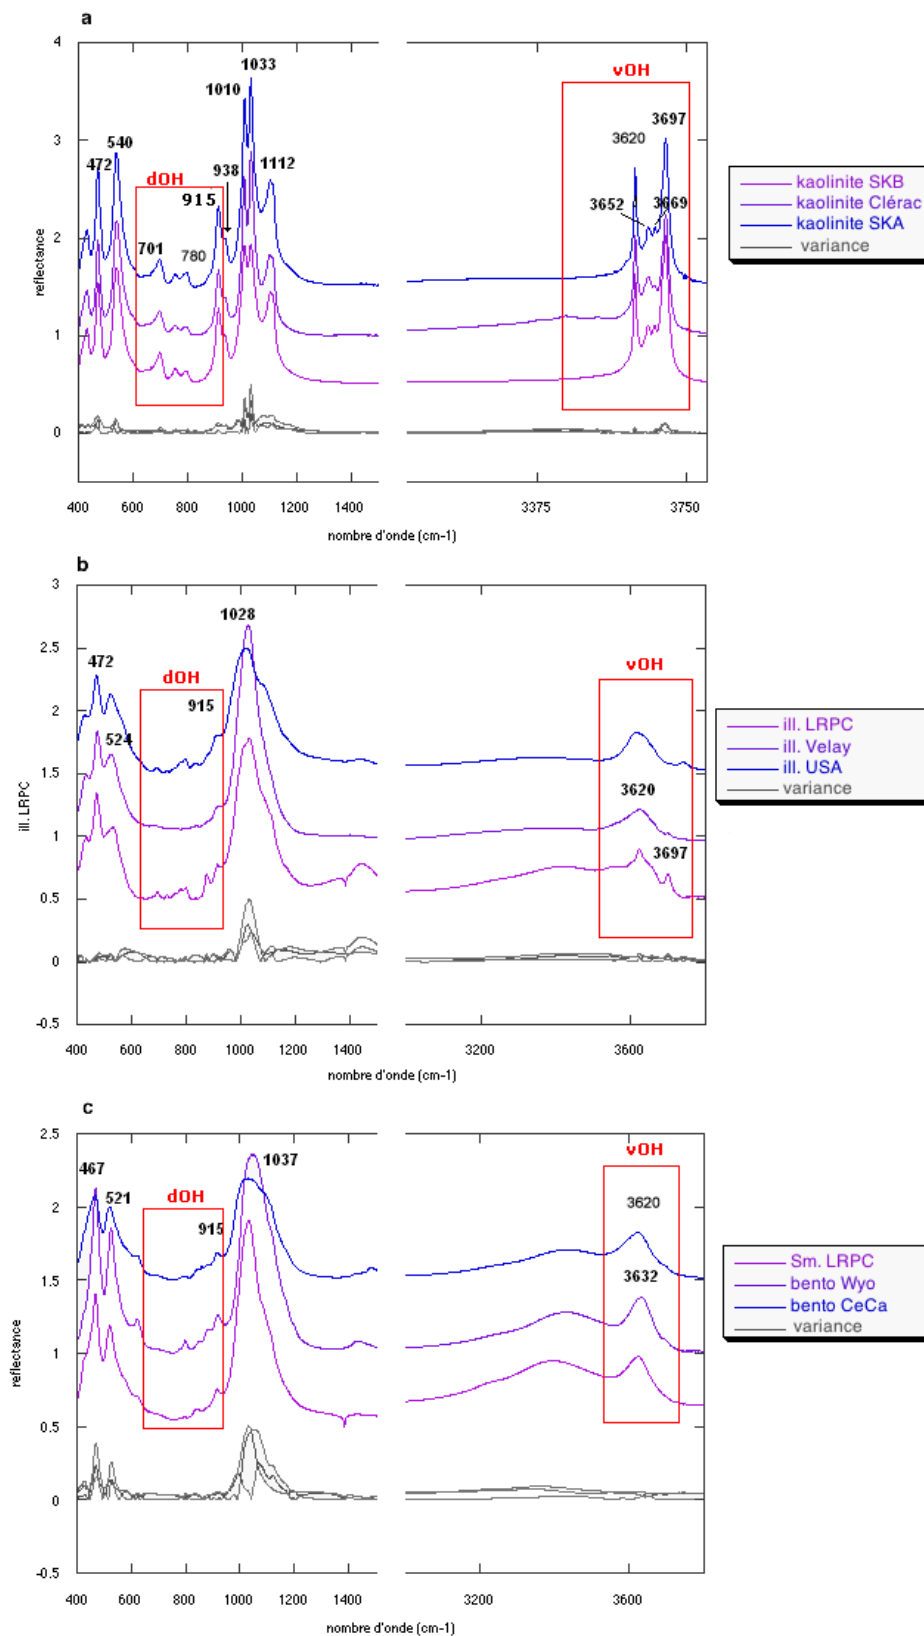 a
4
3
2
1
0
reflectance
472
540
dOH
701
780
915
938
1010
1033
1112
vOH
3620
3697
3652
3669
400 600 800 1000 1200 1400 3375 3750
nombre d'onde (cm-1)
kaolinite SKB
kaolinite Clérac
kaolinite SKA
variance
b
3
2.5
2
1.5
1
0.5
0
-0.5
ill. LRPC
472
524
dOH
915
1028
vOH
3620
3697
400 600 800 1000 1200 1400 3200 3600
nombre d'onde (cm-1)
ill. LRPC
ill. Velay
ill. USA
variance
c
2.5
2
1.5
1
0.5
0
-0.5
reflectance
467
521
dOH
915
1037
vOH
3620
3632
400 600 800 1000 1200 1400 3200 3600
nombre d'onde (cm-1)
Sm. LRPC
bento Wyo
bento CeCa
variance